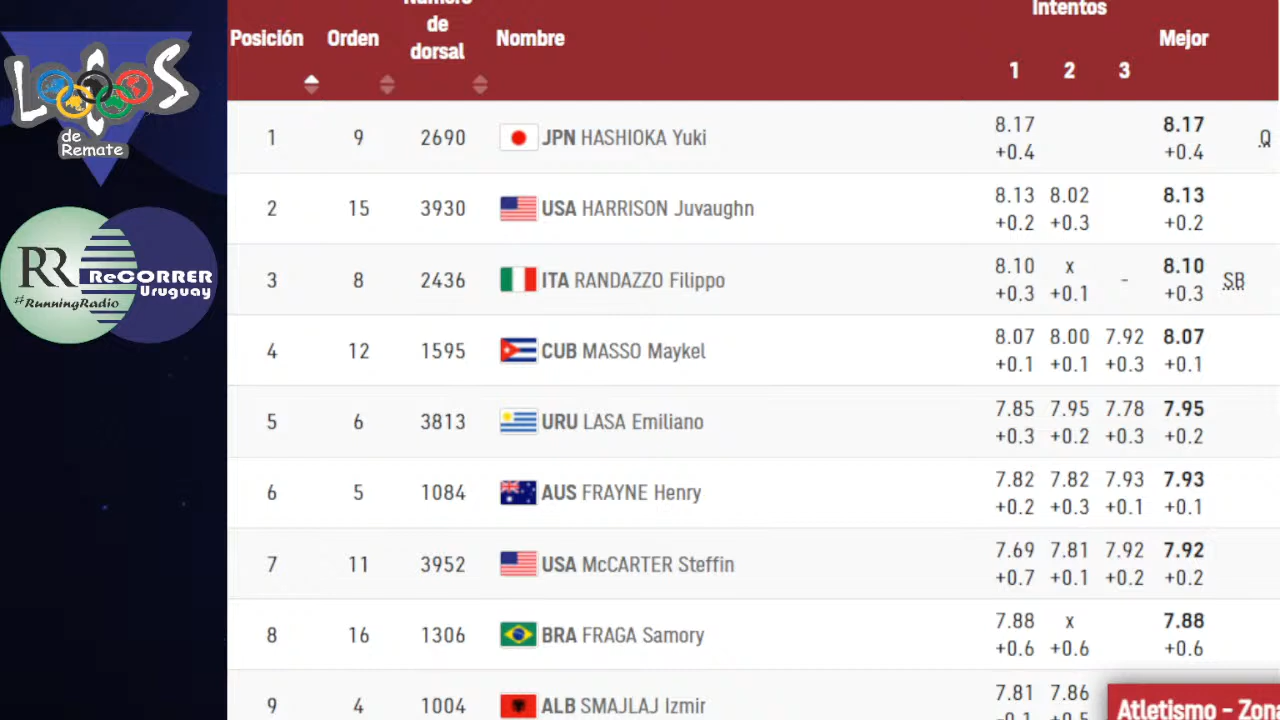 LOcOS
de
Remate
RR
ReCORRER
Uruguay
#RunningRadio
Número
de
dorsal
Posición Orden Nombre Intentos Mejor
1 2 3
1 9 2690 JPN HASHIOKA Yuki 8.17 8.17 Q
+0.4 +0.4
2 15 3930 USA HARRISON Juvaughn 8.13 8.02 8.13
+0.2 +0.3 +0.2
3 8 2436 ITA RANDAZZO Filippo 8.10 x - 8.10 SB
+0.3 +0.1 +0.3
4 12 1595 CUB MASSO Maykel 8.07 8.00 7.92 8.07
+0.1 +0.1 +0.3 +0.1
5 6 3813 URU LASA Emiliano 7.85 7.95 7.78 7.95
+0.3 +0.2 +0.3 +0.2
6 5 1084 AUS FRAYNE Henry 7.82 7.82 7.93 7.93
+0.2 +0.3 +0.1 +0.1
7 11 3952 USA McCARTER Steffin 7.69 7.81 7.92 7.92
+0.7 +0.1 +0.2 +0.2
8 16 1306 BRA FRAGA Samory 7.88 x 7.88
+0.6 +0.6 +0.6
9 4 1004 ALB SMAJLAJ Izmir 7.81 7.86
Atletismo - Zona